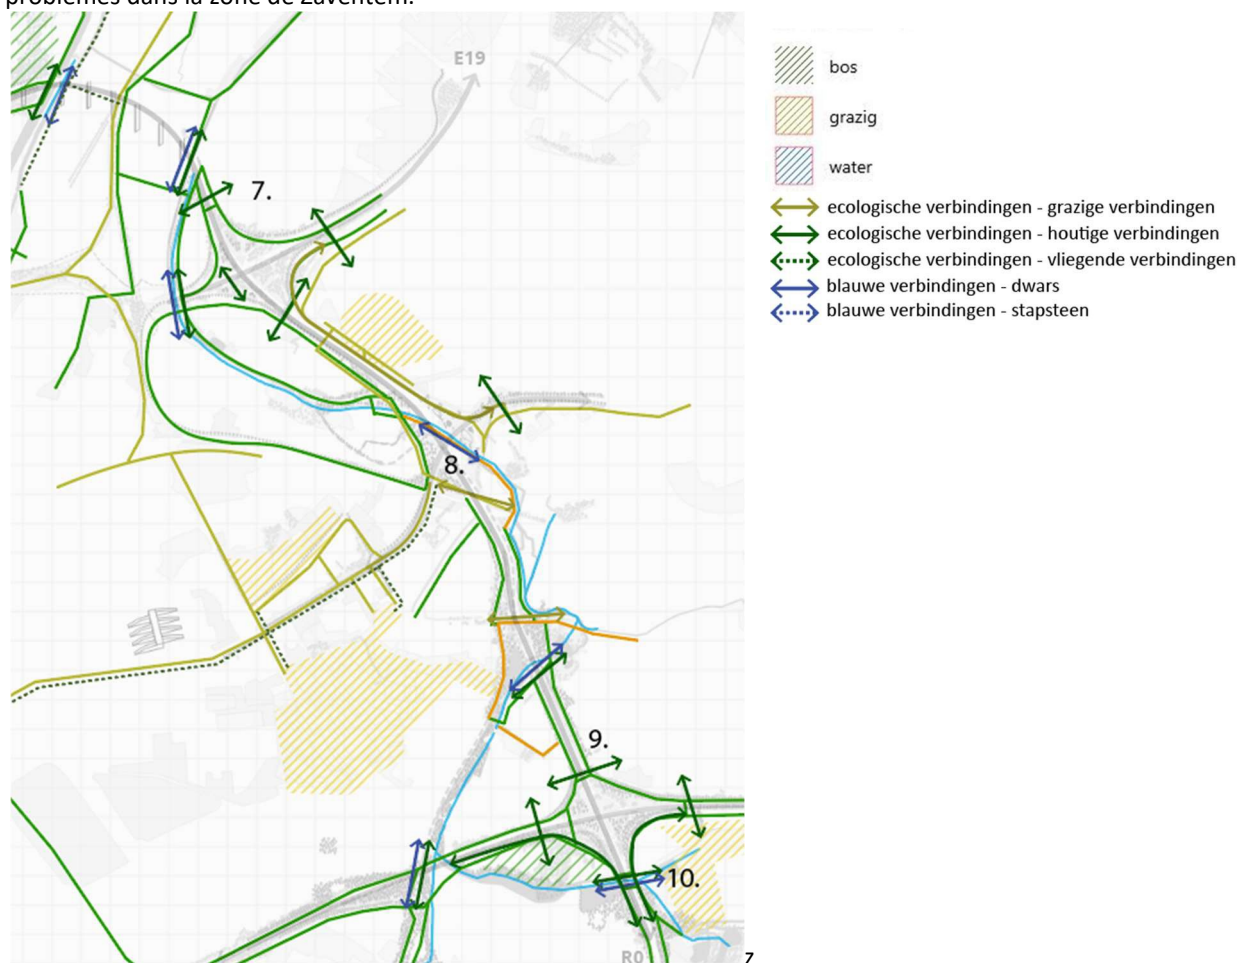 problèmes dans la zone de Zaventem.
E19
bos
grazig
water
ecologische verbindingen - grazige verbindingen
ecologische verbindingen - houtige verbindingen
ecologische verbindingen - vliegende verbindingen
blauwe verbindingen - dwars
blauwe verbindingen - stapsteen
7.
8.
9.
10.
R0
z